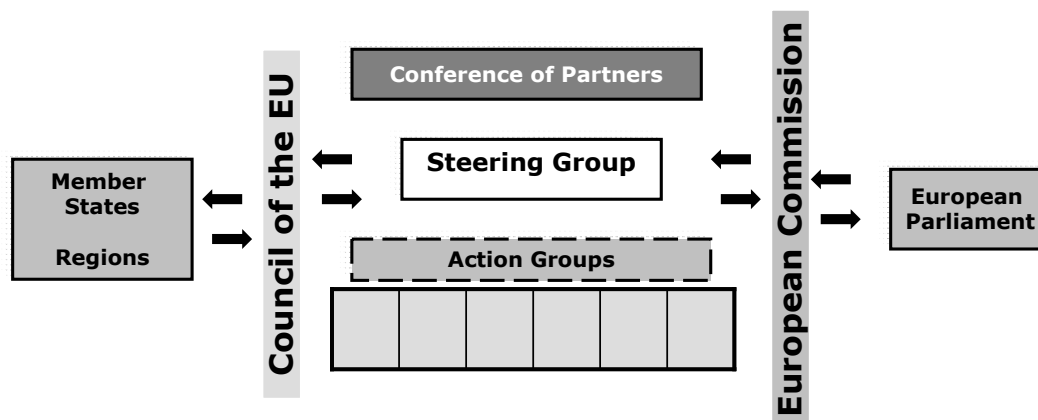 Conference of Partners
Council of the EU
European Commission
Steering Group
Member
States
Regions
European
Parliament
Action Groups